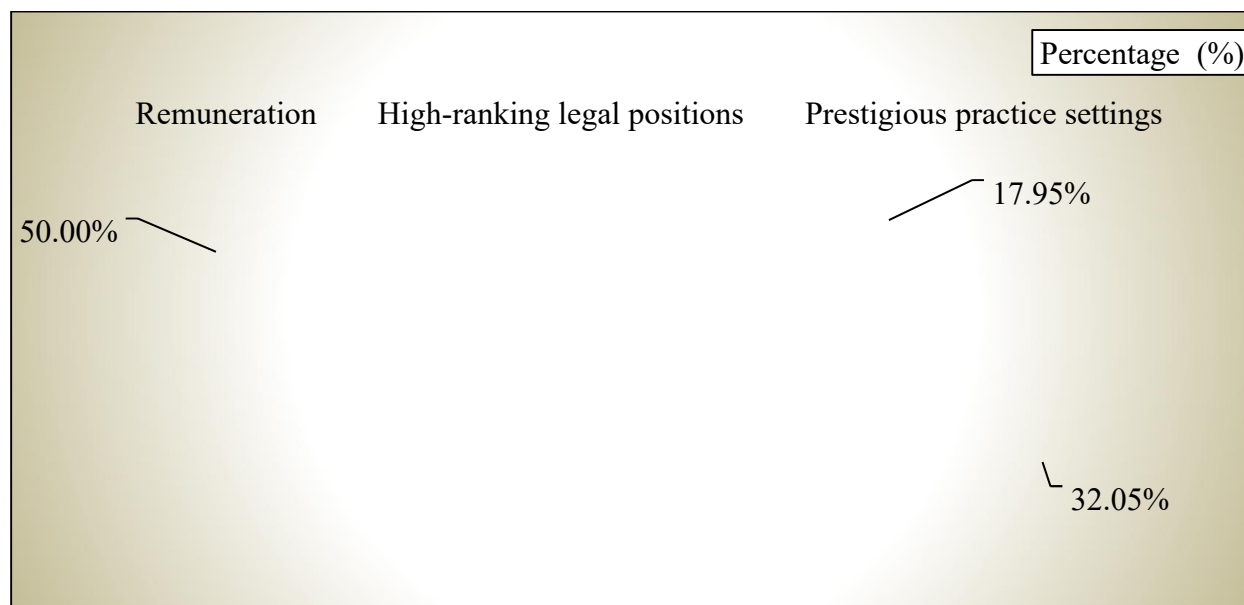 Percentage (%)
Remuneration High-ranking legal positions Prestigious practice settings
17.95%
50.00%
32.05%